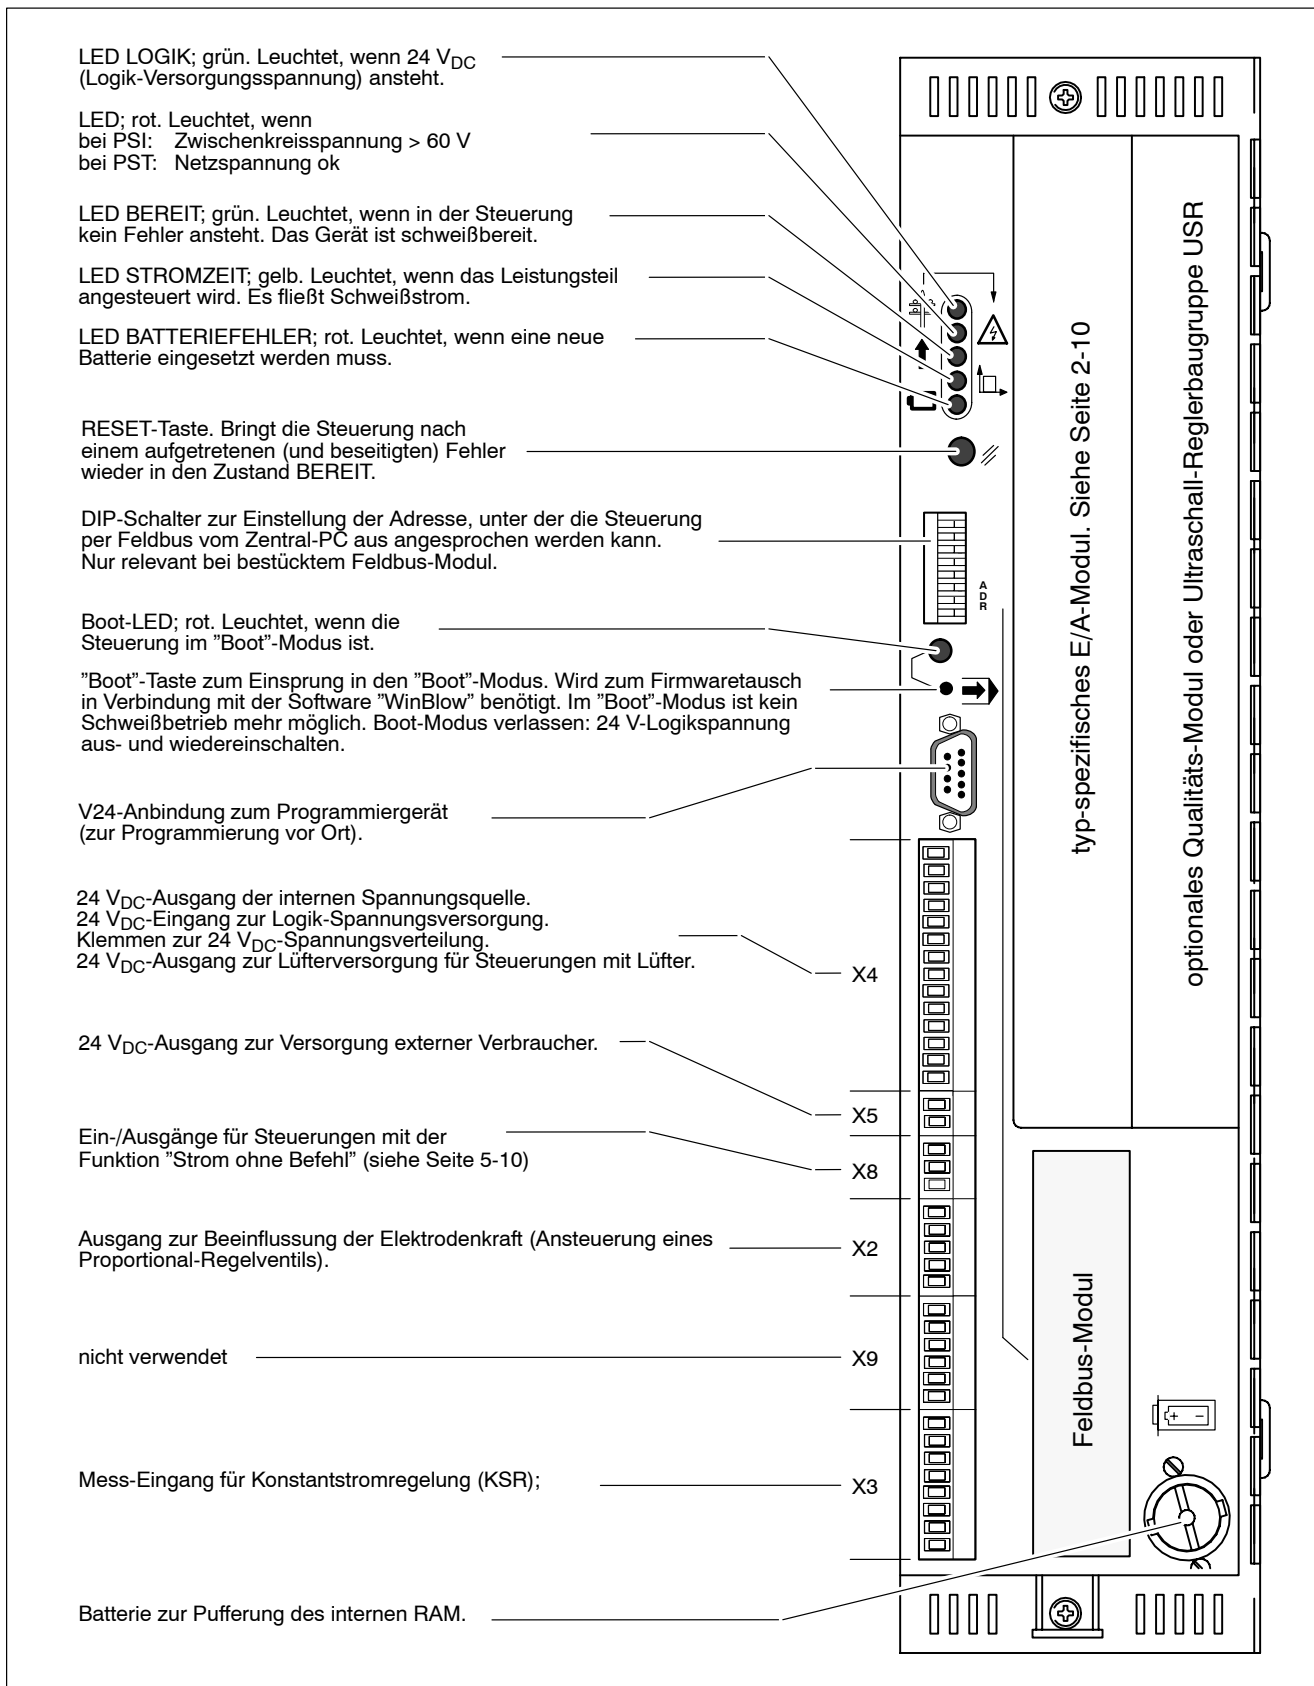 LED LOGIK; grün. Leuchtet, wenn 24 VDC
(Logik-Versorgungsspannung) ansteht.
LED; rot. Leuchtet, wenn
bei PSI: Zwischenkreisspannung > 60 V
bei PST: Netzspannung ok
LED BEREIT; grün. Leuchtet, wenn in der Steuerung
kein Fehler ansteht. Das Gerät ist schweißbereit.
LED STROMZEIT; gelb. Leuchtet, wenn das Leistungsteil
angesteuert wird. Es fließt Schweißstrom.
LED BATTERIEFEHLER; rot. Leuchtet, wenn eine neue
Batterie eingesetzt werden muss.
RESET-Taste. Bringt die Steuerung nach
einem aufgetretenen (und beseitigten) Fehler
wieder in den Zustand BEREIT.
DIP-Schalter zur Einstellung der Adresse, unter der die Steuerung
per Feldbus vom Zentral-PC aus angesprochen werden kann.
Nur relevant bei bestücktem Feldbus-Modul.
ADR
Boot-LED; rot. Leuchtet, wenn die
Steuerung im ”Boot”-Modus ist.
”Boot”-Taste zum Einsprung in den ”Boot”-Modus. Wird zum Firmwaretausch
in Verbindung mit der Software ”WinBlow” benötigt. Im ”Boot”-Modus ist kein
Schweißbetrieb mehr möglich. Boot-Modus verlassen: 24 V-Logikspannung
aus- und wiedereinschalten.
V24-Anbindung zum Programmiergerät
(zur Programmierung vor Ort).
24 VDC-Ausgang der internen Spannungsquelle.
24 VDC-Eingang zur Logik-Spannungsversorgung.
Klemmen zur 24 VDC-Spannungsverteilung.
24 VDC-Ausgang zur Lüfterversorgung für Steuerungen mit Lüfter.
X4
24 VDC-Ausgang zur Versorgung externer Verbraucher.
X5
Ein-/Ausgänge für Steuerungen mit der
Funktion ”Strom ohne Befehl” (siehe Seite 5-10)
X8
Ausgang zur Beeinflussung der Elektrodenkraft (Ansteuerung eines
Proportional-Regelventils).
X2
nicht verwendet
X9
Mess-Eingang für Konstantstromregelung (KSR);
X3
Batterie zur Pufferung des internen RAM.
typ-spezifisches E/A-Modul. Siehe Seite 2-10
optionales Qualitäts-Modul oder Ultraschall-Reglerbaugruppe USR
Feldbus-Modul
+ −